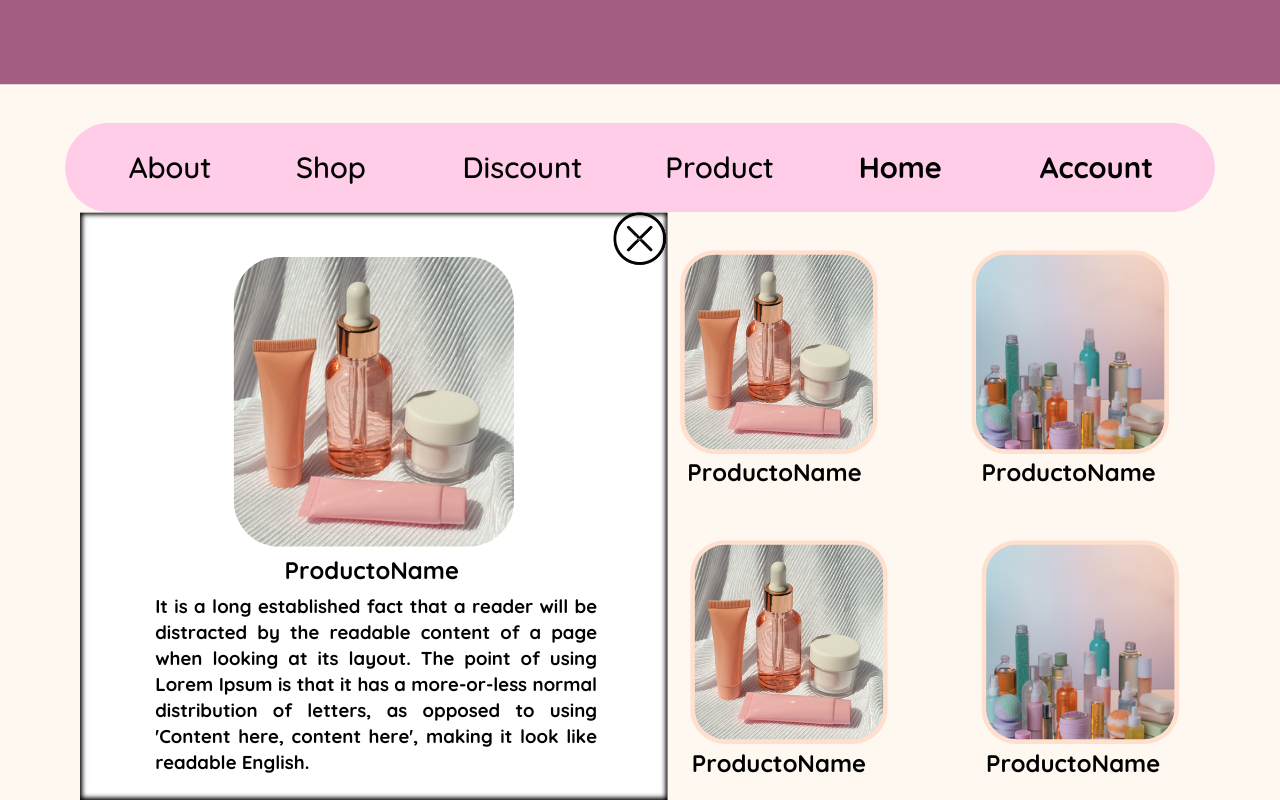 About Shop Discount Product Home Account
ProductoName
It is a long established fact that a reader will be
distracted by the readable content of a page
when looking at its layout. The point of using
Lorem Ipsum is that it has a more-or-less normal
distribution of letters, as opposed to using
'Content here, content here', making it look like
readable English.
ProductoName ProductoName
ProductoName ProductoName